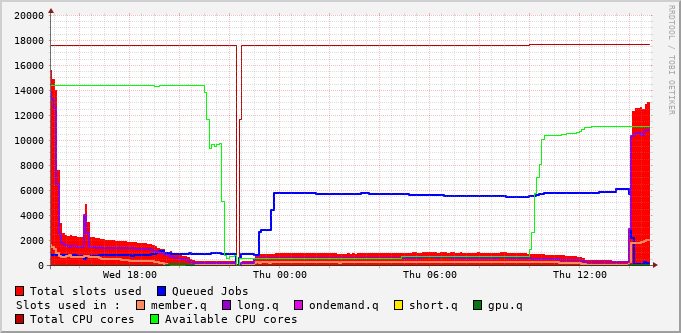 20000
18000
16000
14000
12000
10000
8000
6000
4000
2000
0
Wed 18:00 Thu 00:00 Thu 06:00 Thu 12:00
RRDTOOL / TOBI OETIKER
Total slots used Queued Jobs
Slots used in : member.q long.q ondemand.q short.q gpu.q
Total CPU cores Available CPU cores